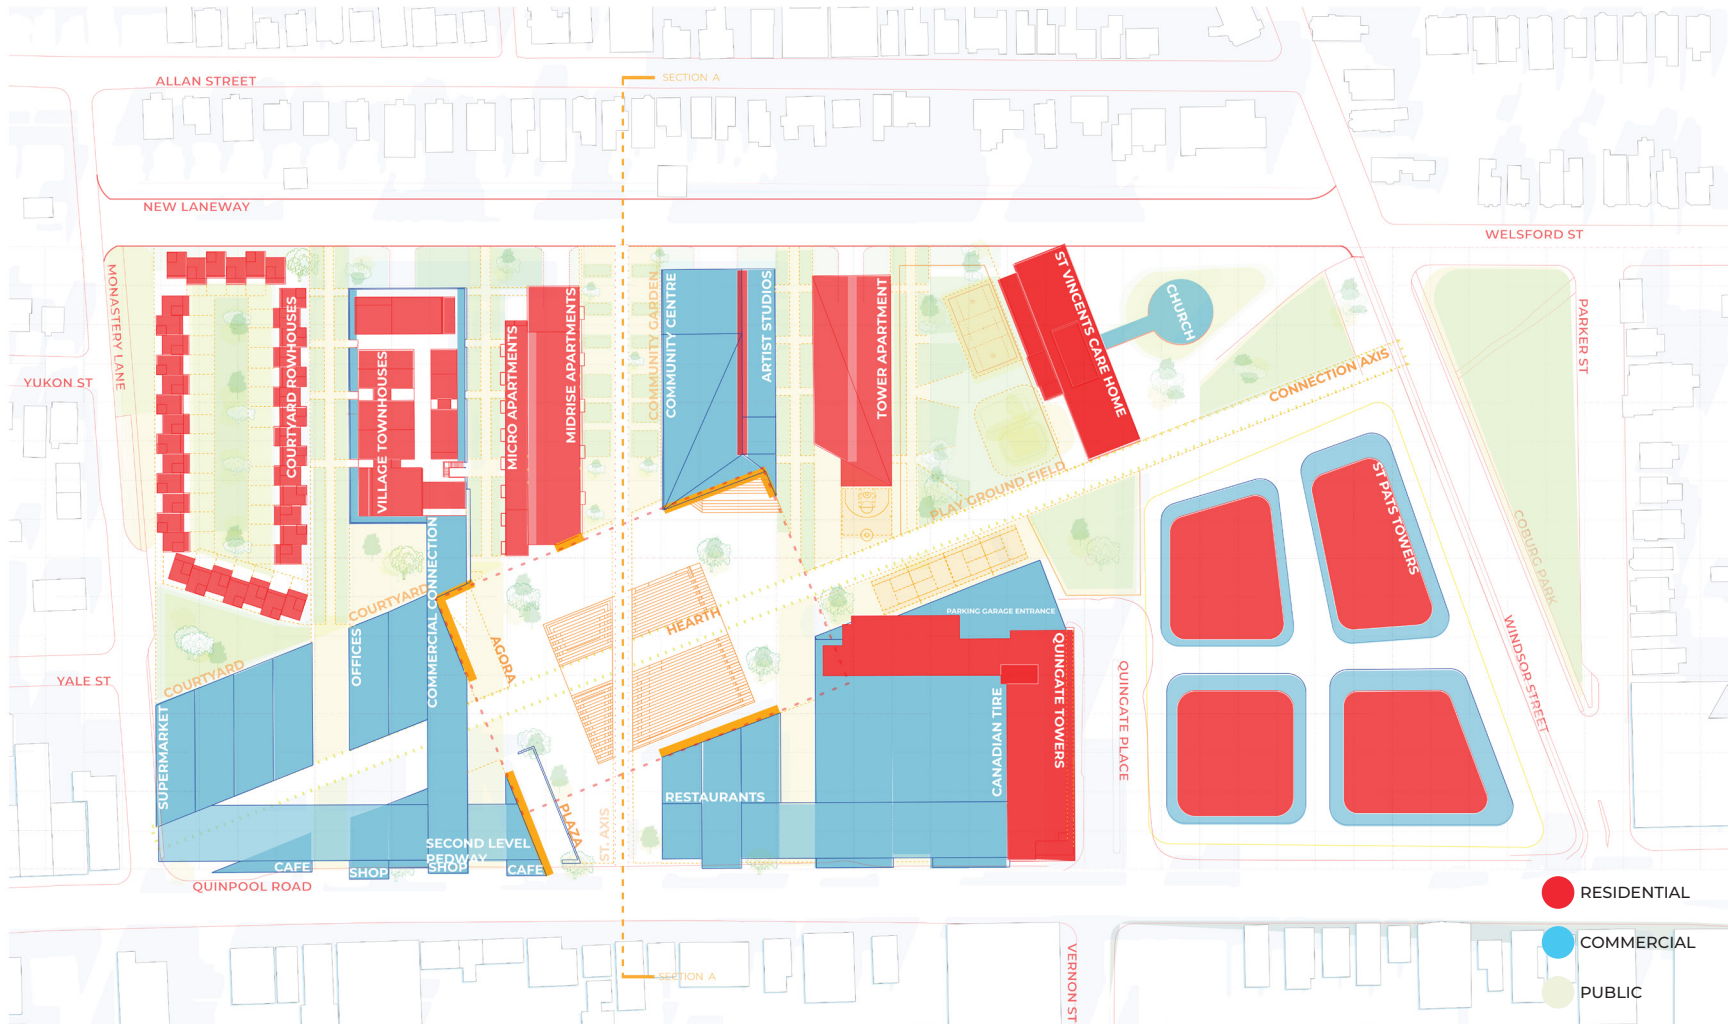 ALLAN STREET
SECTION A
NEW LANEWAY
WELSFORD ST
MONASTERY LANE
YUKON ST
COURTYARD ROWHOUSES
VILLAGE TOWNHOUSES
MICRO APARTMENTS
MIDRISE APARTMENTS
COMMUNITY GARDEN
COMMUNITY CENTRE
ARTIST STUDIOS
TOWER APARTMENT
ST VINCENTS CARE HOME
CHURCH
CONNECTION AXIS
PARKER ST
PLAY GROUND FIELD
ST PATS TOWERS
COBURG PARK
WINDSOR STREET
COURTYARD
COMMERCIAL CONNECTION
OFFICES
AGORA
HEARTH
PARKING GARAGE ENTRANCE
QUINGATE TOWERS
CANADIAN TIRE
QUINGATE PLACE
YALE ST
COURTYARD
SUPERMARKET
RESTAURANTS
PLAZA
ST. AXIS
SECOND LEVEL
PEDWAY
CAFE
SHOP
SHOP
CAFE
QUINPOOL ROAD
VERNON ST
SECTION A
RESIDENTIAL
COMMERCIAL
PUBLIC